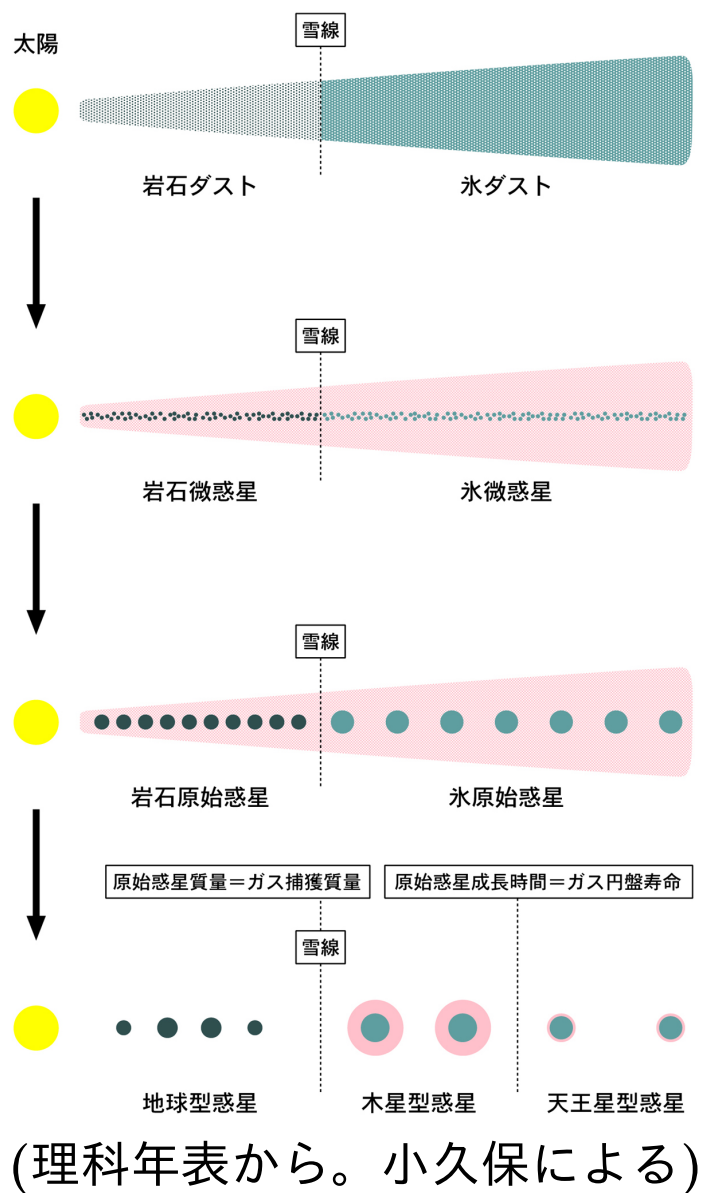 雪線
太陽
岩石ダスト
氷ダスト
雪線
岩石微惑星
氷微惑星
雪線
岩石原始惑星
氷原始惑星
原始惑星質量＝ガス捕獲質量
原始惑星成長時間＝ガス円盤寿命
雪線
地球型惑星
木星型惑星
天王星型惑星
(理科年表から。小久保による)